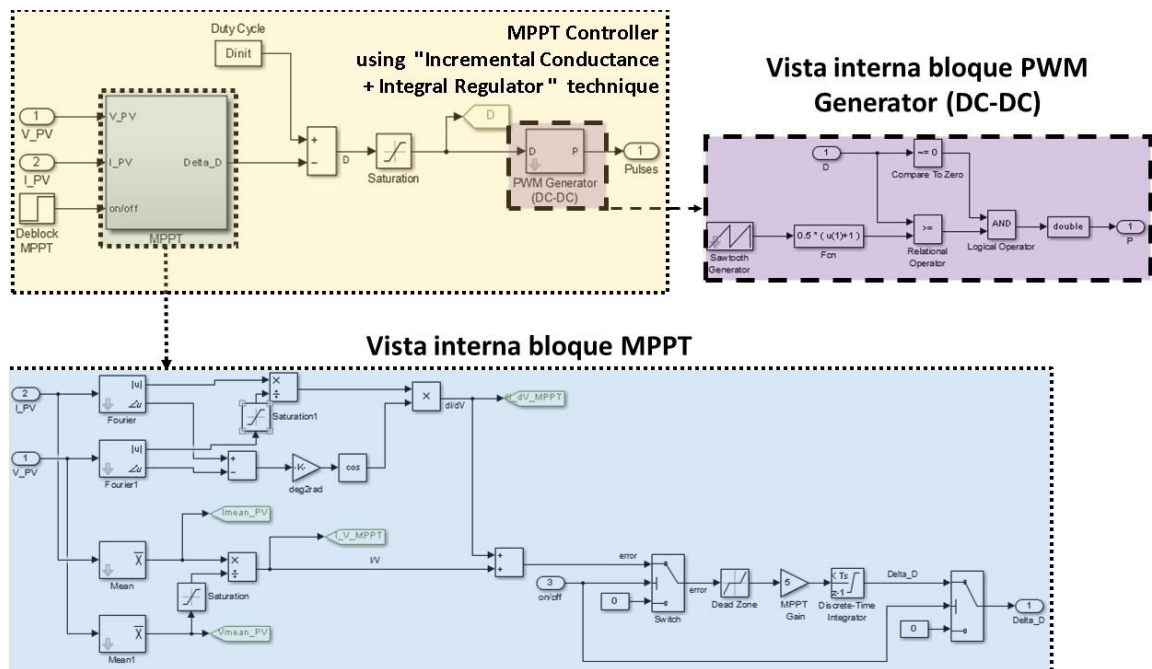 MPPT Controller
using "Incremental Conductance
+ Integral Regulator" technique
Duty Cycle
Dinit
1
V_PV
2
I_PV
Deblock
MPPT
V_PV
I_PV
on/off
Delta_D
MPPT
+
−
D
Saturation
D
D
P
PWM Generator
(DC-DC)
1
Pulses
Vista interna bloque PWM
Generator (DC-DC)
1
D
~= 0
Compare To Zero
Sawtooth
Generator
0.5 * ( u(1)+1 )
Fcn
>=
Relational
Operator
AND
Logical Operator
double
1
P
Vista interna bloque MPPT
2
I_PV
|u|
∠u
Fourier
1
V_PV
|u|
∠u
Fourier1
×
÷
Saturation1
+
−
-K-
deg2rad
cos
×
dI/dV
Mean
Imean_PV
×
÷
Saturation
I_V_MPPT
I/V
Mean1
Vmean_PV
+
+
error
3
on/off
0
Switch
error
Dead Zone
5
MPPT
Gain
K Ts
z-1
Discrete-Time
Integrator
Delta_D
0
1
Delta_D